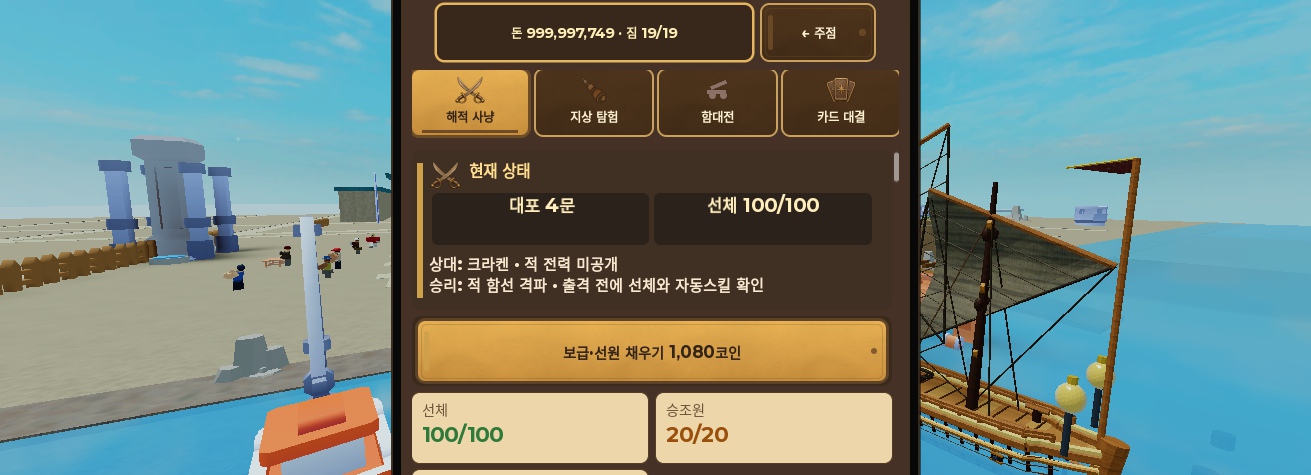 돈 999,997,749 · 짐 19/19
← 주점
해적 사냥
지상 탐험
함대전
카드 대결
현재 상태
대포 4문
선체 100/100
상대: 크라켄 • 적 전력 미공개
승리: 적 함선 격파 • 출격 전에 선체와 자동스킬 확인
보급·선원 채우기 1,080코인
선체
100/100
승조원
20/20